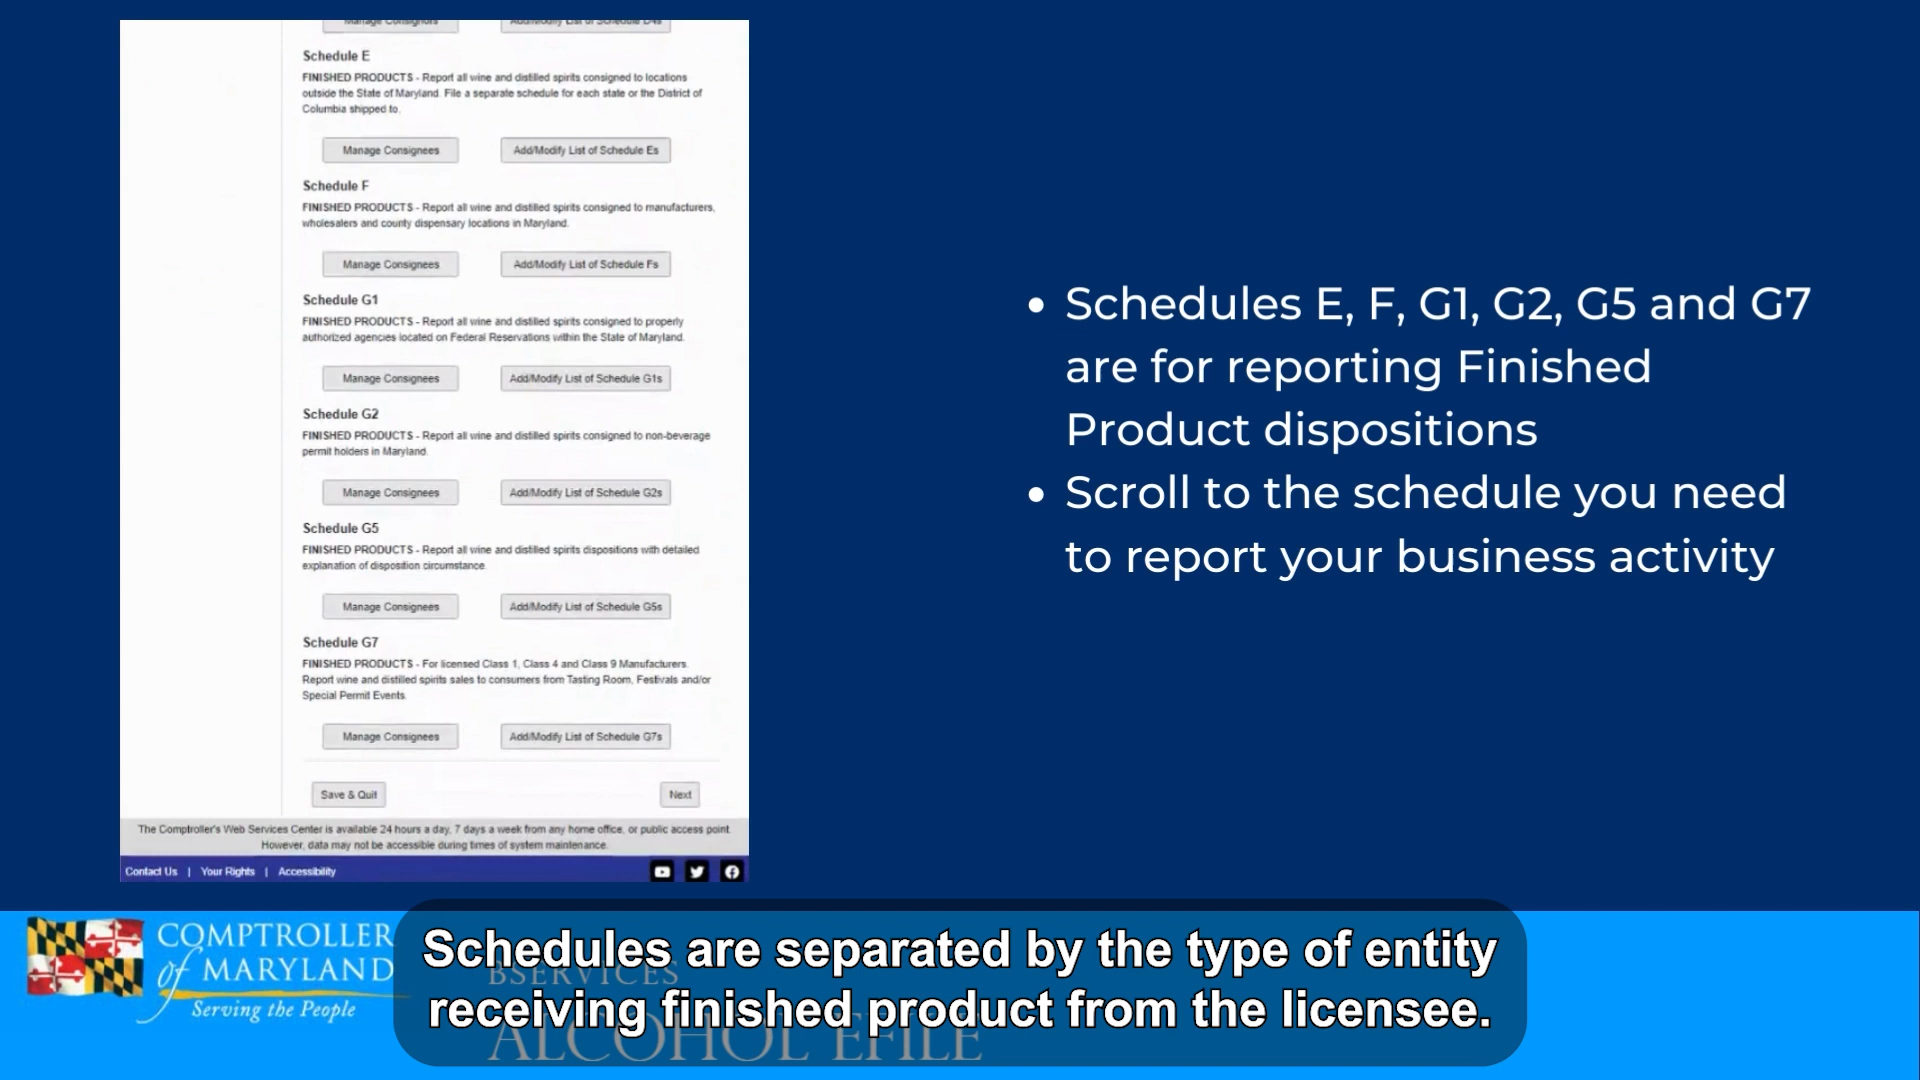 Manage Consignors Add/Modify List of Schedule D4s
Schedule E
FINISHED PRODUCTS - Report all wine and distilled spirits consigned to locations
outside the State of Maryland. File a separate schedule for each state or the District of
Columbia shipped to.
Manage Consignees Add/Modify List of Schedule Es
Schedule F
FINISHED PRODUCTS - Report all wine and distilled spirits consigned to manufacturers,
wholesalers and county dispensary locations in Maryland.
Manage Consignees Add/Modify List of Schedule Fs
Schedule G1
FINISHED PRODUCTS - Report all wine and distilled spirits consigned to properly
authorized agencies located on Federal Reservations within the State of Maryland.
Manage Consignees Add/Modify List of Schedule G1s
Schedule G2
FINISHED PRODUCTS - Report all wine and distilled spirits consigned to non-beverage
permit holders in Maryland.
Manage Consignees Add/Modify List of Schedule G2s
Schedule G5
FINISHED PRODUCTS - Report all wine and distilled spirits dispositions with detailed
explanation of disposition circumstance.
Manage Consignees Add/Modify List of Schedule G5s
Schedule G7
FINISHED PRODUCTS - For licensed Class 1, Class 4 and Class 9 Manufacturers.
Report wine and distilled spirits sales to consumers from Tasting Room, Festivals and/or
Special Permit Events.
Manage Consignees Add/Modify List of Schedule G7s
Save & Quit Next
The Comptroller's Web Services Center is available 24 hours a day, 7 days a week from any home office, or public access point.
However, data may not be accessible during times of system maintenance.
Contact Us | Your Rights | Accessibility
• Schedules E, F, G1, G2, G5 and G7
are for reporting Finished
Product dispositions
• Scroll to the schedule you need
to report your business activity
COMPTROLLER
of MARYLAND
Serving the People
BSERVICES
ALCOHOL EFILE
Schedules are separated by the type of entity
receiving finished product from the licensee.